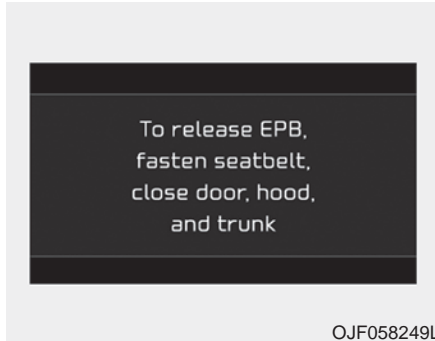 To release EPB,
fasten seatbelt,
close door, hood,
and trunk
OJF058249L